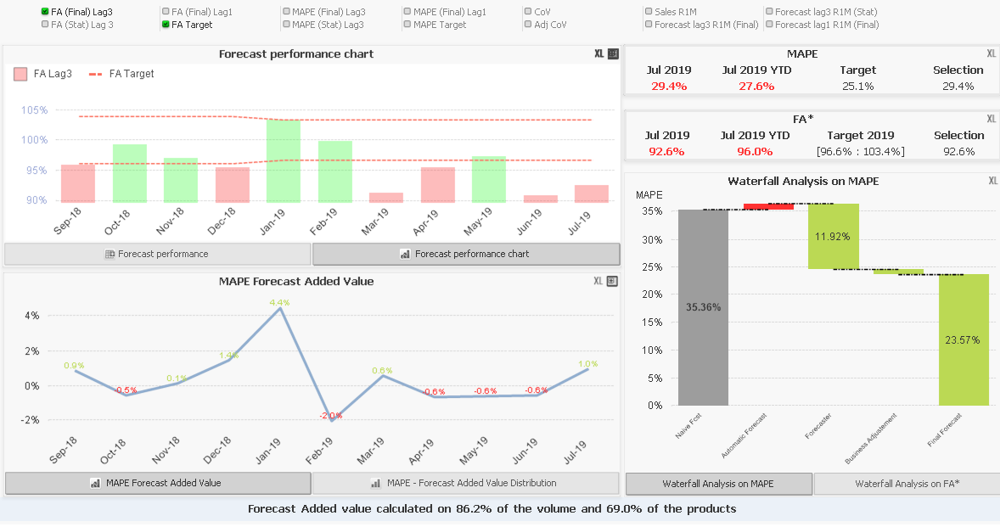 FA (Final) Lag3
FA (Final) Lag1
MAPE (Final) Lag3
MAPE (Final) Lag1
CoV
Sales R1M
Forecast lag3 R1M (Stat)
FA (Stat) Lag 3
FA Target
MAPE (Stat) Lag3
MAPE Target
Adj CoV
Forecast lag3 R1M (Final)
Forecast lag1 R1M (Final)
Forecast performance chart
XL
FA Lag3
FA Target
105%
100%
95%
90%
Sep-18
Oct-18
Nov-18
Dec-18
Jan-19
Feb-19
Mar-19
Apr-19
May-19
Jun-19
Jul-19
Forecast performance
Forecast performance chart
MAPE Forecast Added Value
XL
4%
2%
0%
-2%
0.9%
-0.5%
0.1%
1.4%
4.4%
-2.0%
0.6%
-0.6%
-0.6%
-0.6%
1.0%
Sep-18
Oct-18
Nov-18
Dec-18
Jan-19
Feb-19
Mar-19
Apr-19
May-19
Jun-19
Jul-19
MAPE Forecast Added Value
MAPE - Forecast Added Value Distribution
MAPE
XL
Jul 2019
Jul 2019 YTD
Target
Selection
29.4%
27.6%
25.1%
29.4%
FA*
XL
Jul 2019
Jul 2019 YTD
Target 2019
Selection
92.6%
96.0%
[96.6% : 103.4%]
92.6%
Waterfall Analysis on MAPE
XL
MAPE
35%
30%
25%
20%
15%
10%
5%
0%
35.36%
11.92%
23.57%
Naive Fcst
Automatic Forecast
Forecaster
Business Adjustement
Final Forecast
Waterfall Analysis on MAPE
Waterfall Analysis on FA*
Forecast Added value calculated on 86.2% of the volume and 69.0% of the products